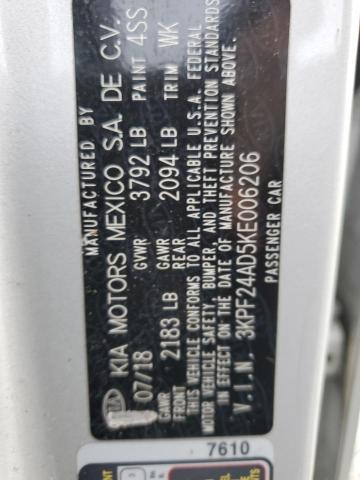 MANUFACTURED BY
KIA KIA MOTORS MEXICO S.A. DE C.V.
07/18 GVWR 3792 LB PAINT 4SS
GAWR FRONT 2183 LB GAWR REAR 2094 LB TRIM WK
THIS VEHICLE CONFORMS TO ALL APPLICABLE U.S.A. FEDERAL
MOTOR VEHICLE SAFETY, BUMPER, AND THEFT PREVENTION STANDARDS
IN EFFECT ON THE DATE OF MANUFACTURE SHOWN ABOVE.
V.I.N. 3KPF24AD5KE006206
PASSENGER CAR
7610